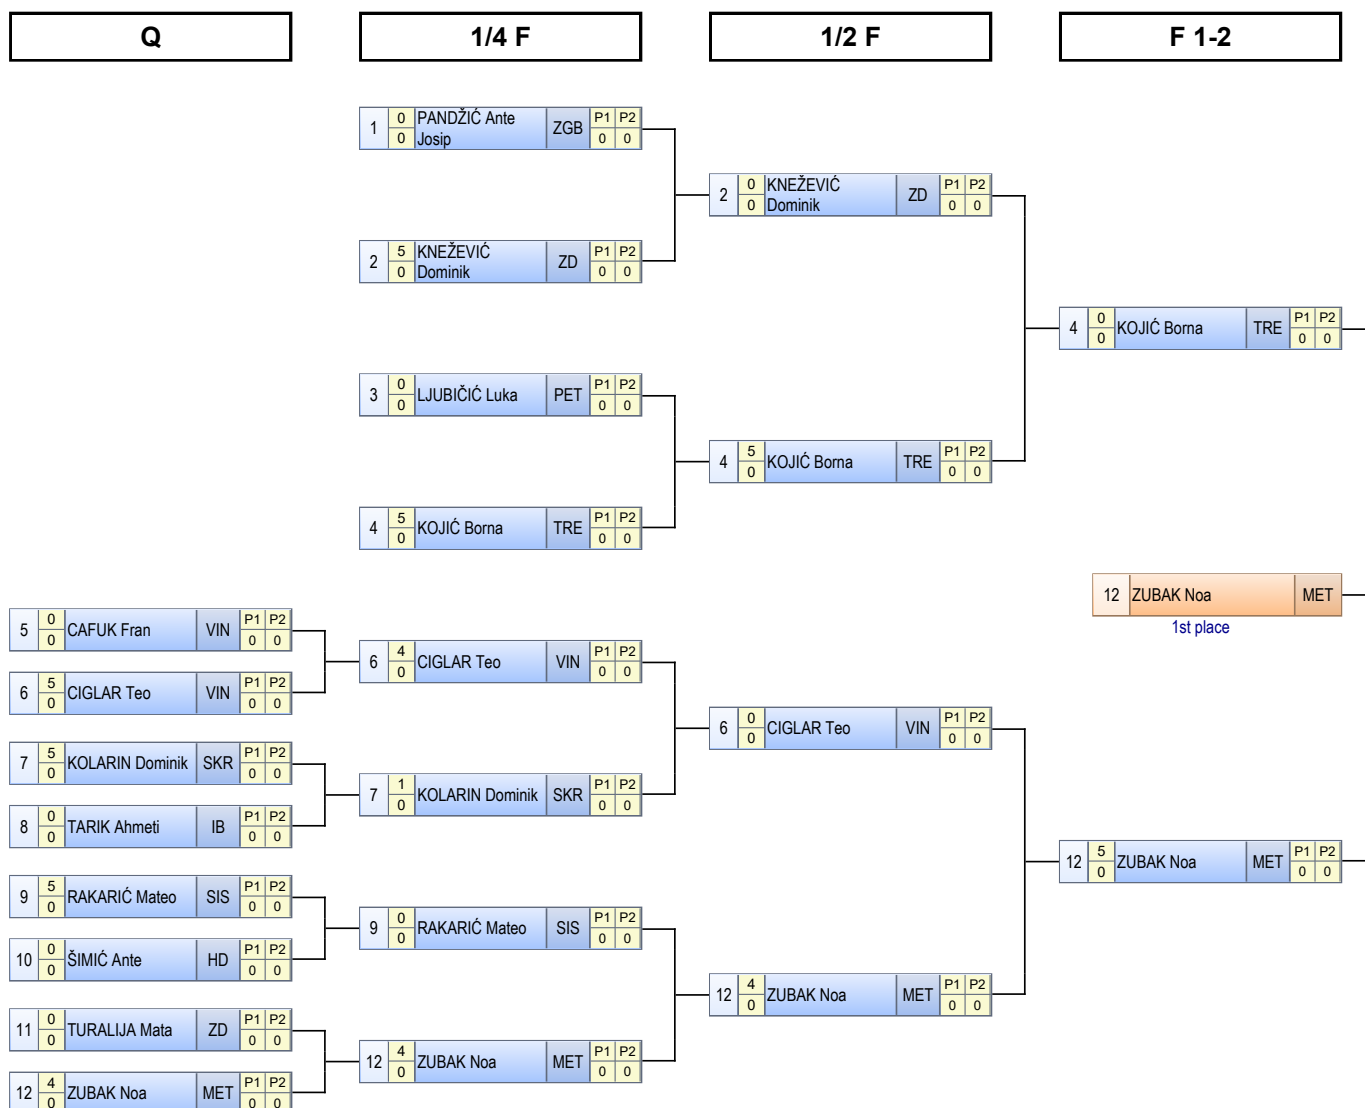 Q 1/4 F 1/2 F F 1-2
1 0 PANDŽIĆ Ante ZGB P1 P2
0 Josip 0 0
2 0 KNEŽEVIĆ ZD P1 P2
0 Dominik 0 0
2 5 KNEŽEVIĆ ZD P1 P2
0 Dominik 0 0
4 0 KOJIĆ Borna TRE P1 P2
0 0 0
3 0 LJUBIČIĆ Luka PET P1 P2
0 0 0
4 5 KOJIĆ Borna TRE P1 P2
0 0 0
4 5 KOJIĆ Borna TRE P1 P2
0 0 0
12 ZUBAK Noa MET
1st place
5 0 CAFUK Fran VIN P1 P2
0 0 0
6 4 CIGLAR Teo VIN P1 P2
0 0 0
6 5 CIGLAR Teo VIN P1 P2
0 0 0
6 0 CIGLAR Teo VIN P1 P2
0 0 0
7 5 KOLARIN Dominik SKR P1 P2
0 0 0
7 1 KOLARIN Dominik SKR P1 P2
0 0 0
8 0 TARIK Ahmeti IB P1 P2
0 0 0
12 5 ZUBAK Noa MET P1 P2
0 0 0
9 5 RAKARIĆ Mateo SIS P1 P2
0 0 0
9 0 RAKARIĆ Mateo SIS P1 P2
0 0 0
10 0 ŠIMIĆ Ante HD P1 P2
0 0 0
12 4 ZUBAK Noa MET P1 P2
0 0 0
11 0 TURALIJA Mata ZD P1 P2
0 0 0
12 4 ZUBAK Noa MET P1 P2
0 0 0
12 4 ZUBAK Noa MET P1 P2
0 0 0